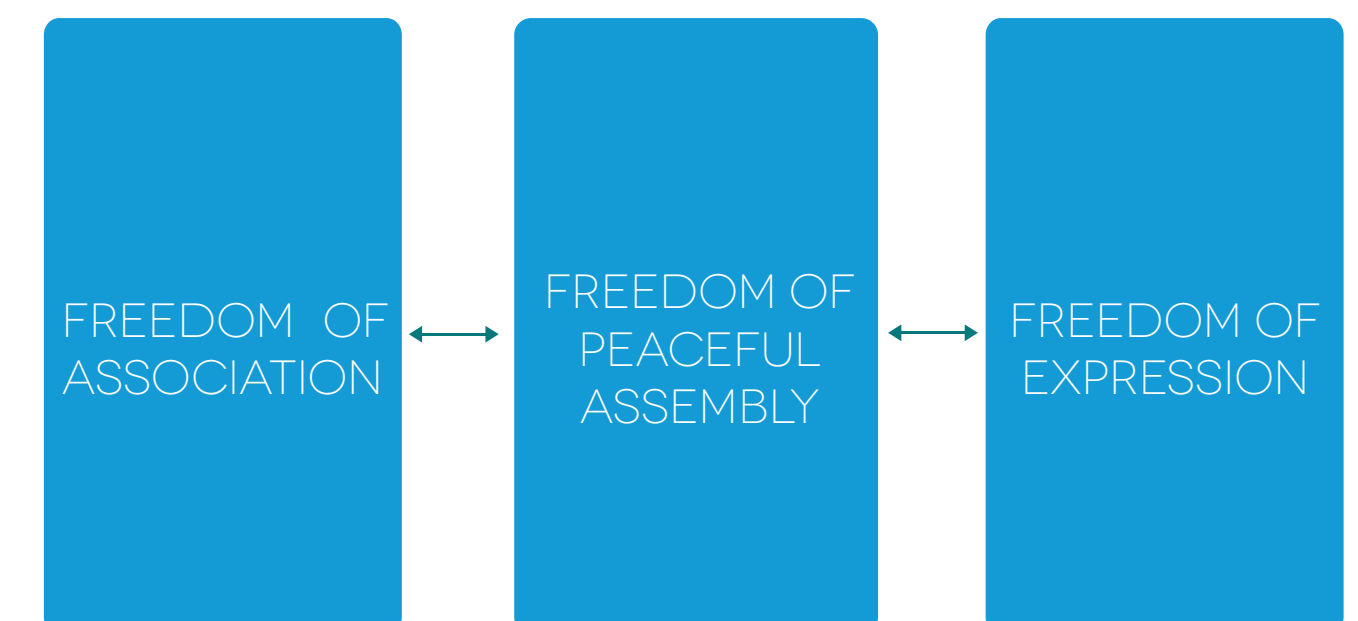 FREEDOM OF
ASSOCIATION
FREEDOM OF
PEACEFUL
ASSEMBLY
FREEDOM OF
EXPRESSION